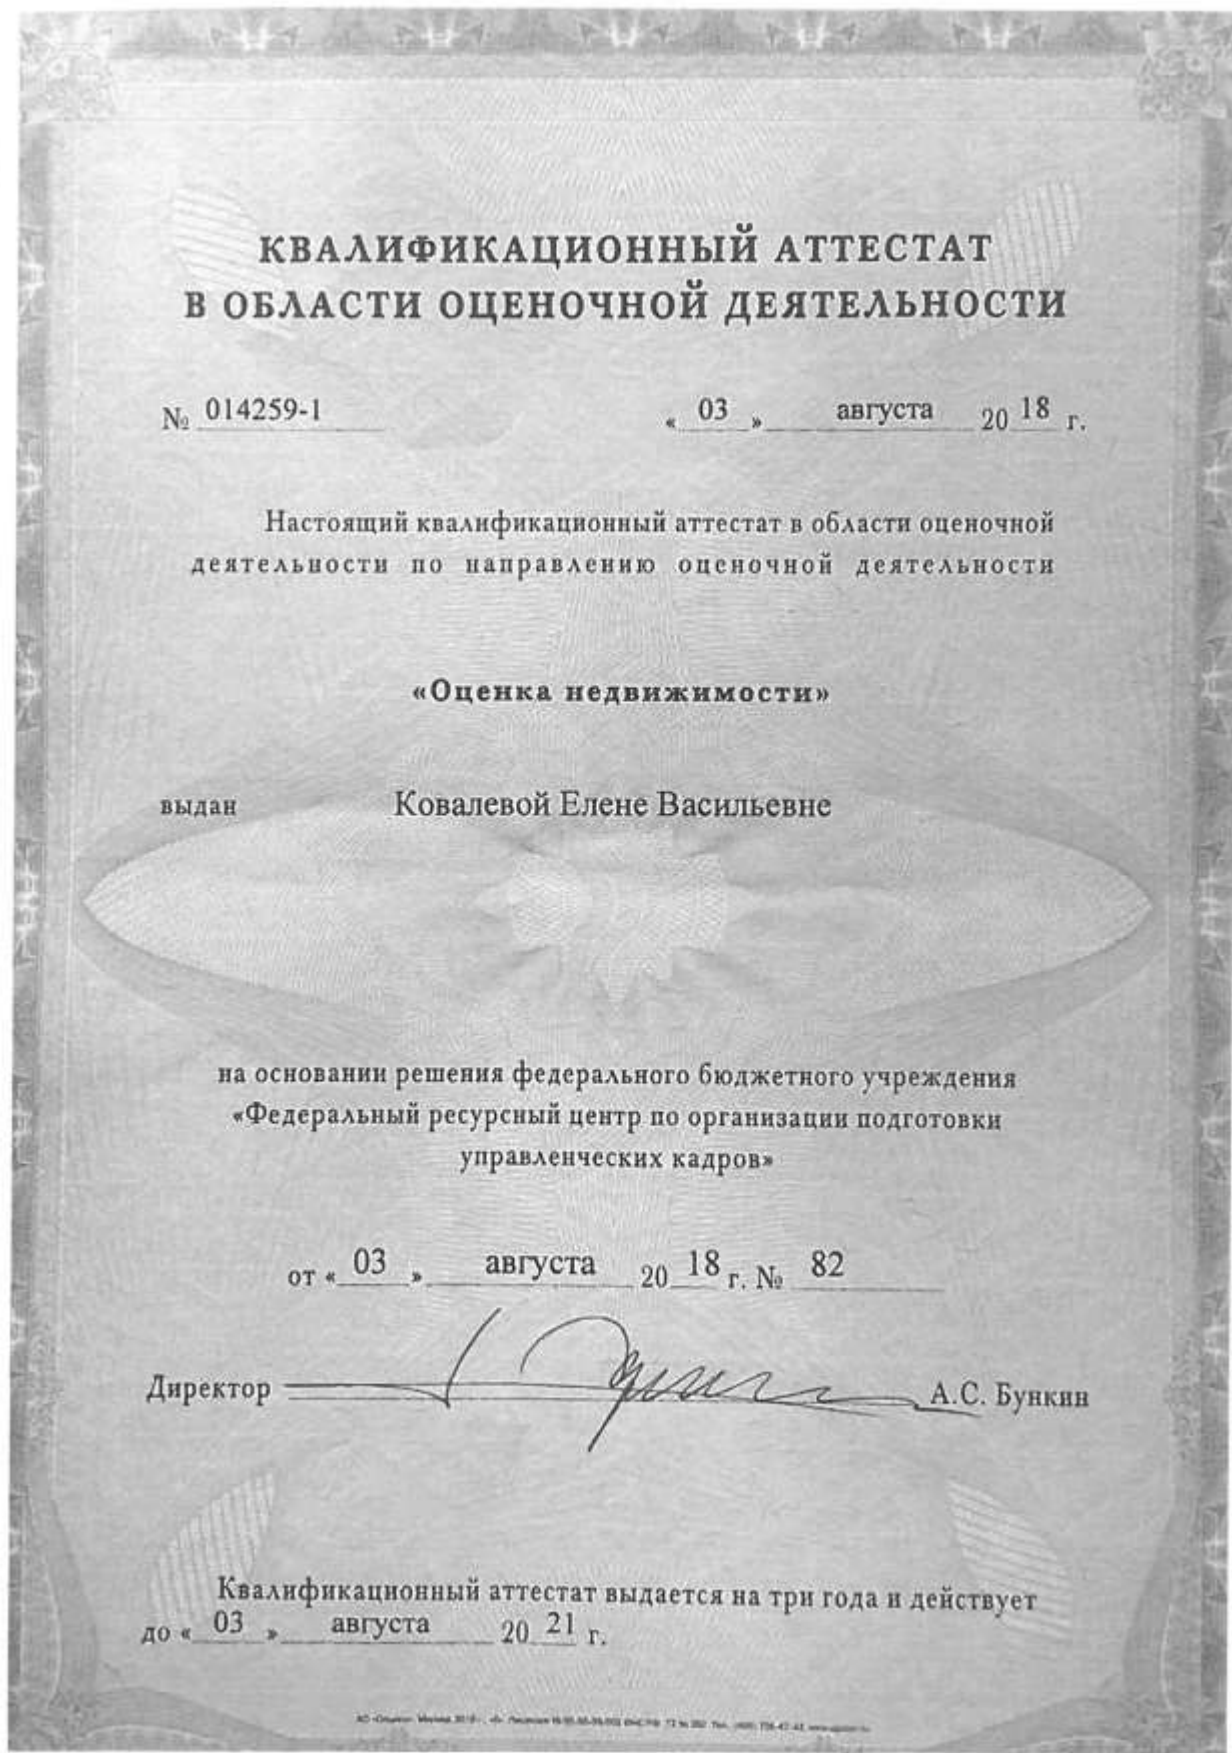 КВАЛИФИКАЦИОННЫЙ АТТЕСТАТ
В ОБЛАСТИ ОЦЕНОЧНОЙ ДЕЯТЕЛЬНОСТИ
№ 014259-1 « 03 » августа 20 18 г.
Настоящий квалификационный аттестат в области оценочной
деятельности по направлению оценочной деятельности
«Оценка недвижимости»
выдан Ковалевой Елене Васильевне
на основании решения федерального бюджетного учреждения
«Федеральный ресурсный центр по организации подготовки
управленческих кадров»
от « 03 » августа 20 18 г. № 82
Директор А.С. Бункин
Квалификационный аттестат выдается на три года и действует
до « 03 » августа 20 21 г.